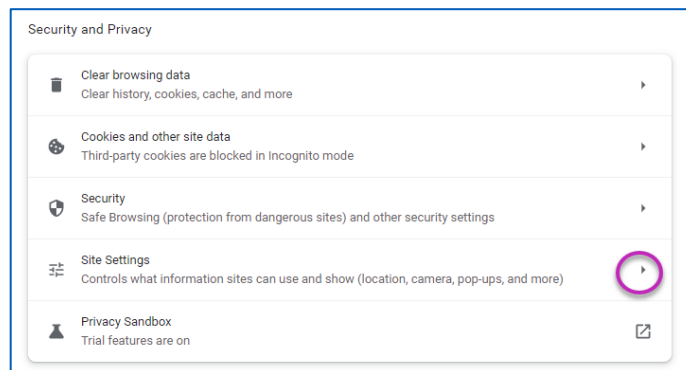 Security and Privacy
Clear browsing data
Clear history, cookies, cache, and more
Cookies and other site data
Third-party cookies are blocked in Incognito mode
Security
Safe Browsing (protection from dangerous sites) and other security settings
Site Settings
Controls what information sites can use and show (location, camera, pop-ups, and more)
Privacy Sandbox
Trial features are on